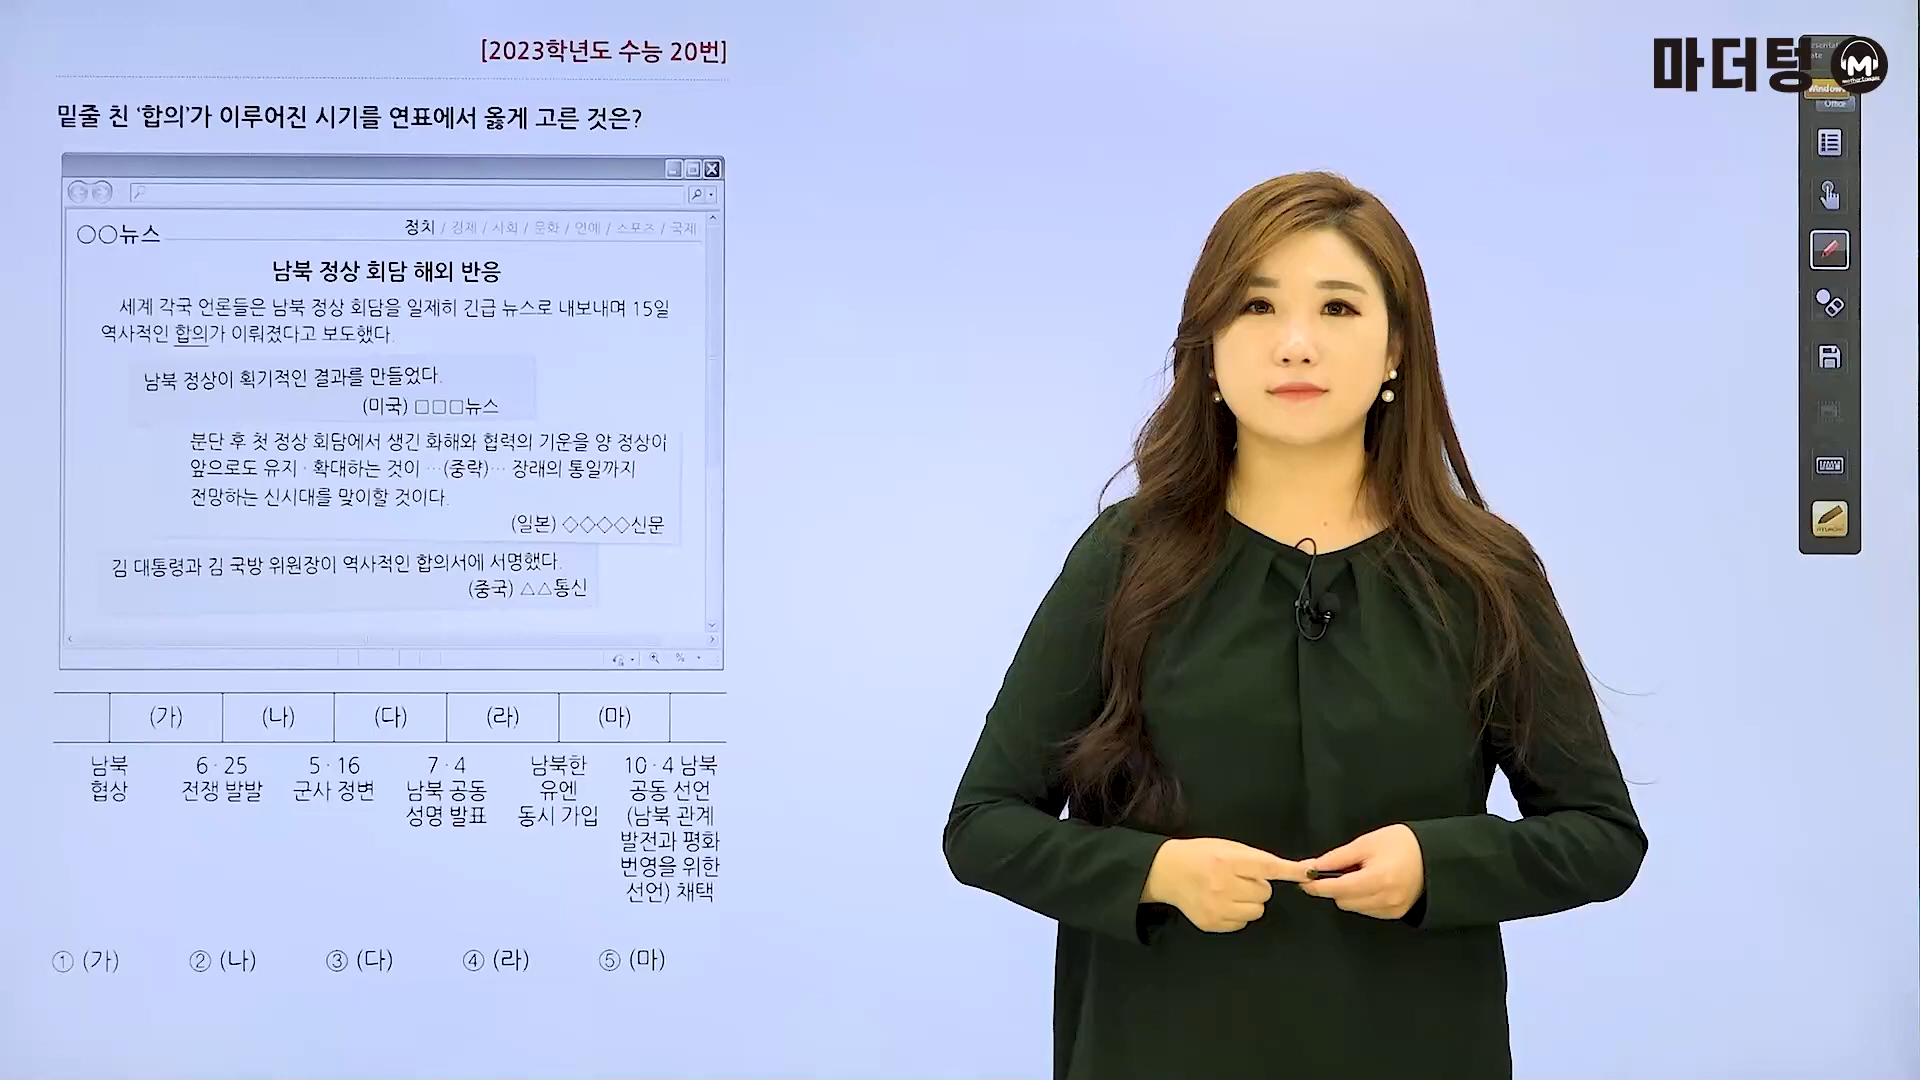 [2023학년도 수능 20번]
마더텅
밑줄 친 ‘합의’가 이루어진 시기를 연표에서 옳게 고른 것은?
○○뉴스
정치 / 경제 / 사회 / 문화 / 연예 / 스포츠 / 국제
남북 정상 회담 해외 반응
세계 각국 언론들은 남북 정상 회담을 일제히 긴급 뉴스로 내보내며 15일
역사적인 합의가 이뤄졌다고 보도했다.
남북 정상이 획기적인 결과를 만들었다.
(미국) □□□뉴스
분단 후 첫 정상 회담에서 생긴 화해와 협력의 기운을 양 정상이
앞으로도 유지·확대하는 것이 …(중략)… 장래의 통일까지
전망하는 신시대를 맞이할 것이다.
(일본) ◇◇◇◇신문
김 대통령과 김 국방 위원장이 역사적인 합의서에 서명했다.
(중국) △△통신
(가) (나) (다) (라) (마)
남북
협상
6·25
전쟁 발발
5·16
군사 정변
7·4
남북 공동
성명 발표
남북한
유엔
동시 가입
10·4 남북
공동 선언
(남북 관계
발전과 평화
번영을 위한
선언) 채택
① (가) ② (나) ③ (다) ④ (라) ⑤ (마)
Windows
Office